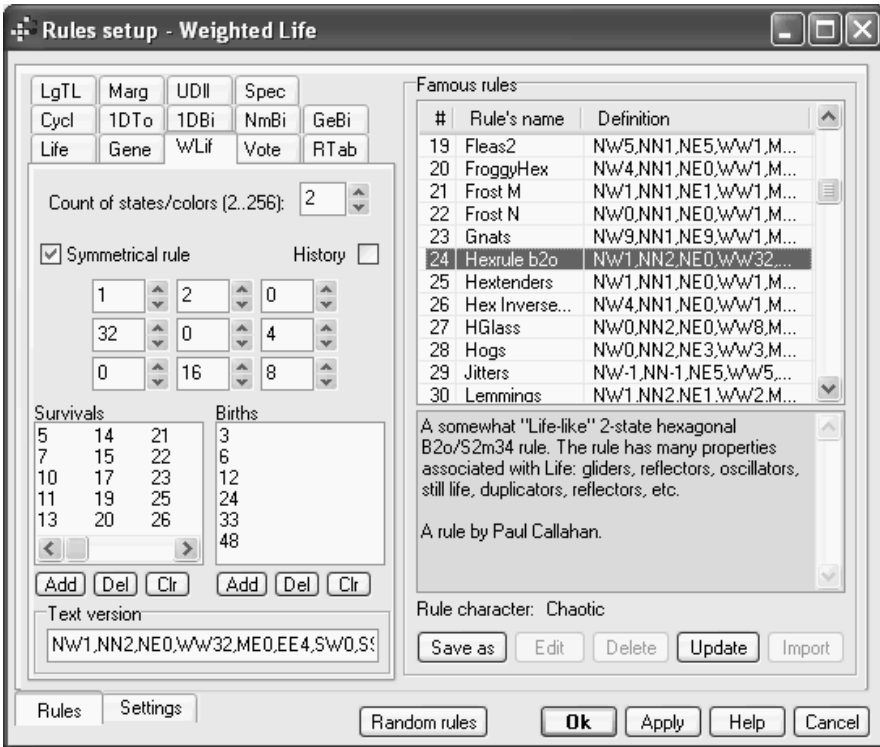 Rules setup - Weighted Life
LgTL Marg UDll Spec
Cycl 1DTo 1DBi NmBi GeBi
Life Gene WLif Vote RTab
Count of states/colors (2..256): 2
Symmetrical rule History
1 2 0
32 0 4
0 16 8
Survivals Births
5 14 21 3
7 15 22 6
10 17 23 12
11 19 25 24
13 20 26 33
48
Add Del Clr Add Del Clr
Text version
NW1,NN2,NE0,WW32,ME0,EE4,SW0,SS
Famous rules
# Rule's name Definition
19 Fleas2 NW5,NN1,NE5,WW1,M...
20 FroggyHex NW4,NN1,NE0,WW1,M...
21 Frost M NW1,NN1,NE1,WW1,M...
22 Frost N NW0,NN1,NE0,WW1,M...
23 Gnats NW9,NN1,NE9,WW1,M...
24 Hexrule b2o NW1,NN2,NE0,WW32,...
25 Hextenders NW1,NN1,NE0,WW1,M...
26 Hex Inverse... NW4,NN1,NE0,WW1,M...
27 HGlass NW0,NN2,NE0,WW8,M...
28 Hogs NW0,NN2,NE3,WW3,M...
29 Jitters NW-1,NN-1,NE5,WW5,...
30 Lemmings NW1,NN2,NE1,WW2,M...
A somewhat "Life-like" 2-state hexagonal
B2o/S2m34 rule. The rule has many properties
associated with Life: gliders, reflectors, oscillators,
still life, duplicators, reflectors, etc.
A rule by Paul Callahan.
Rule character: Chaotic
Save as Edit Delete Update Import
Rules Settings
Random rules Ok Apply Help Cancel